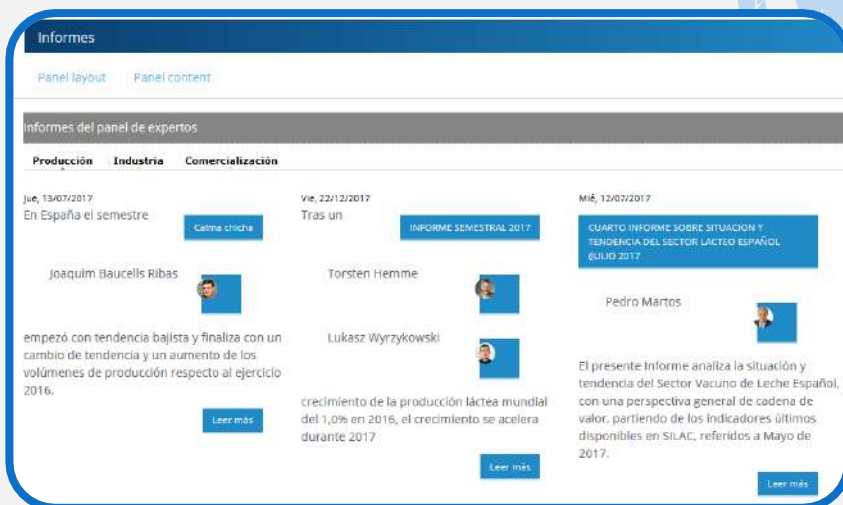 Informes
Panel layout Panel content
Informes del panel de expertos
Producción Industria Comercialización
Jue, 13/07/2017
En España el semestre
Calma chicha
Joaquim Baucells Ribas
empezó con tendencia bajista y finaliza con un
cambio de tendencia y un aumento de los
volúmenes de producción respecto al ejercicio
2016.
Leer más
Vie, 22/12/2017
Tras un
INFORME SEMESTRAL 2017
Torsten Hemme
Lukasz Wyrzykowski
crecimiento de la producción láctea mundial
del 1,0% en 2016, el crecimiento se acelera
durante 2017
Leer más
Mié, 12/07/2017
CUARTO INFORME SOBRE SITUACION Y
TENDENCIA DEL SECTOR LACTEO ESPAÑOL
(JULIO 2017
Pedro Martos
El presente Informe analiza la situación y
tendencia del Sector Vacuno de Leche Español,
con una perspectiva general de cadena de
valor, partiendo de los indicadores últimos
disponibles en SILAC, referidos a Mayo de
2017.
Leer más